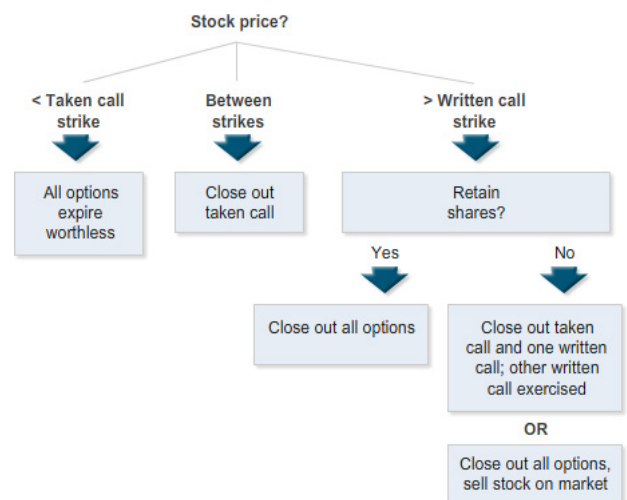 Stock price?
< Taken call
strike
Between
strikes
> Written call
strike
All options
expire
worthless
Close out
taken call
Retain
shares?
Yes
No
Close out all options
Close out taken
call and one written
call; other written
call exercised
OR
Close out all options,
sell stock on market